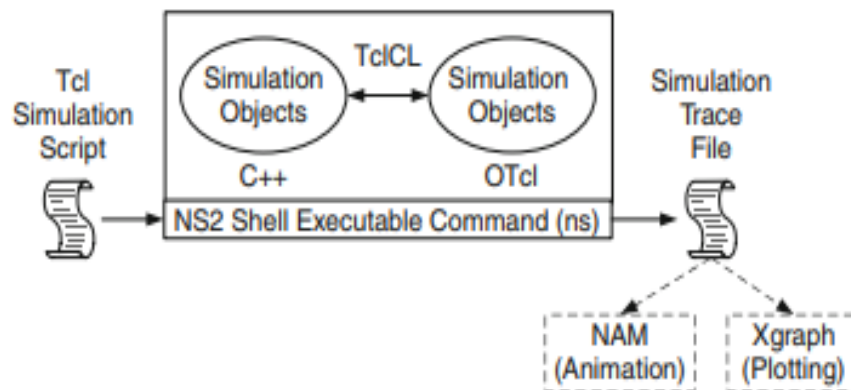 Tcl
Simulation
Script
TclCL
Simulation
Objects
Simulation
Objects
C++
OTcl
NS2 Shell Executable Command (ns)
Simulation
Trace
File
NAM
(Animation)
Xgraph
(Plotting)